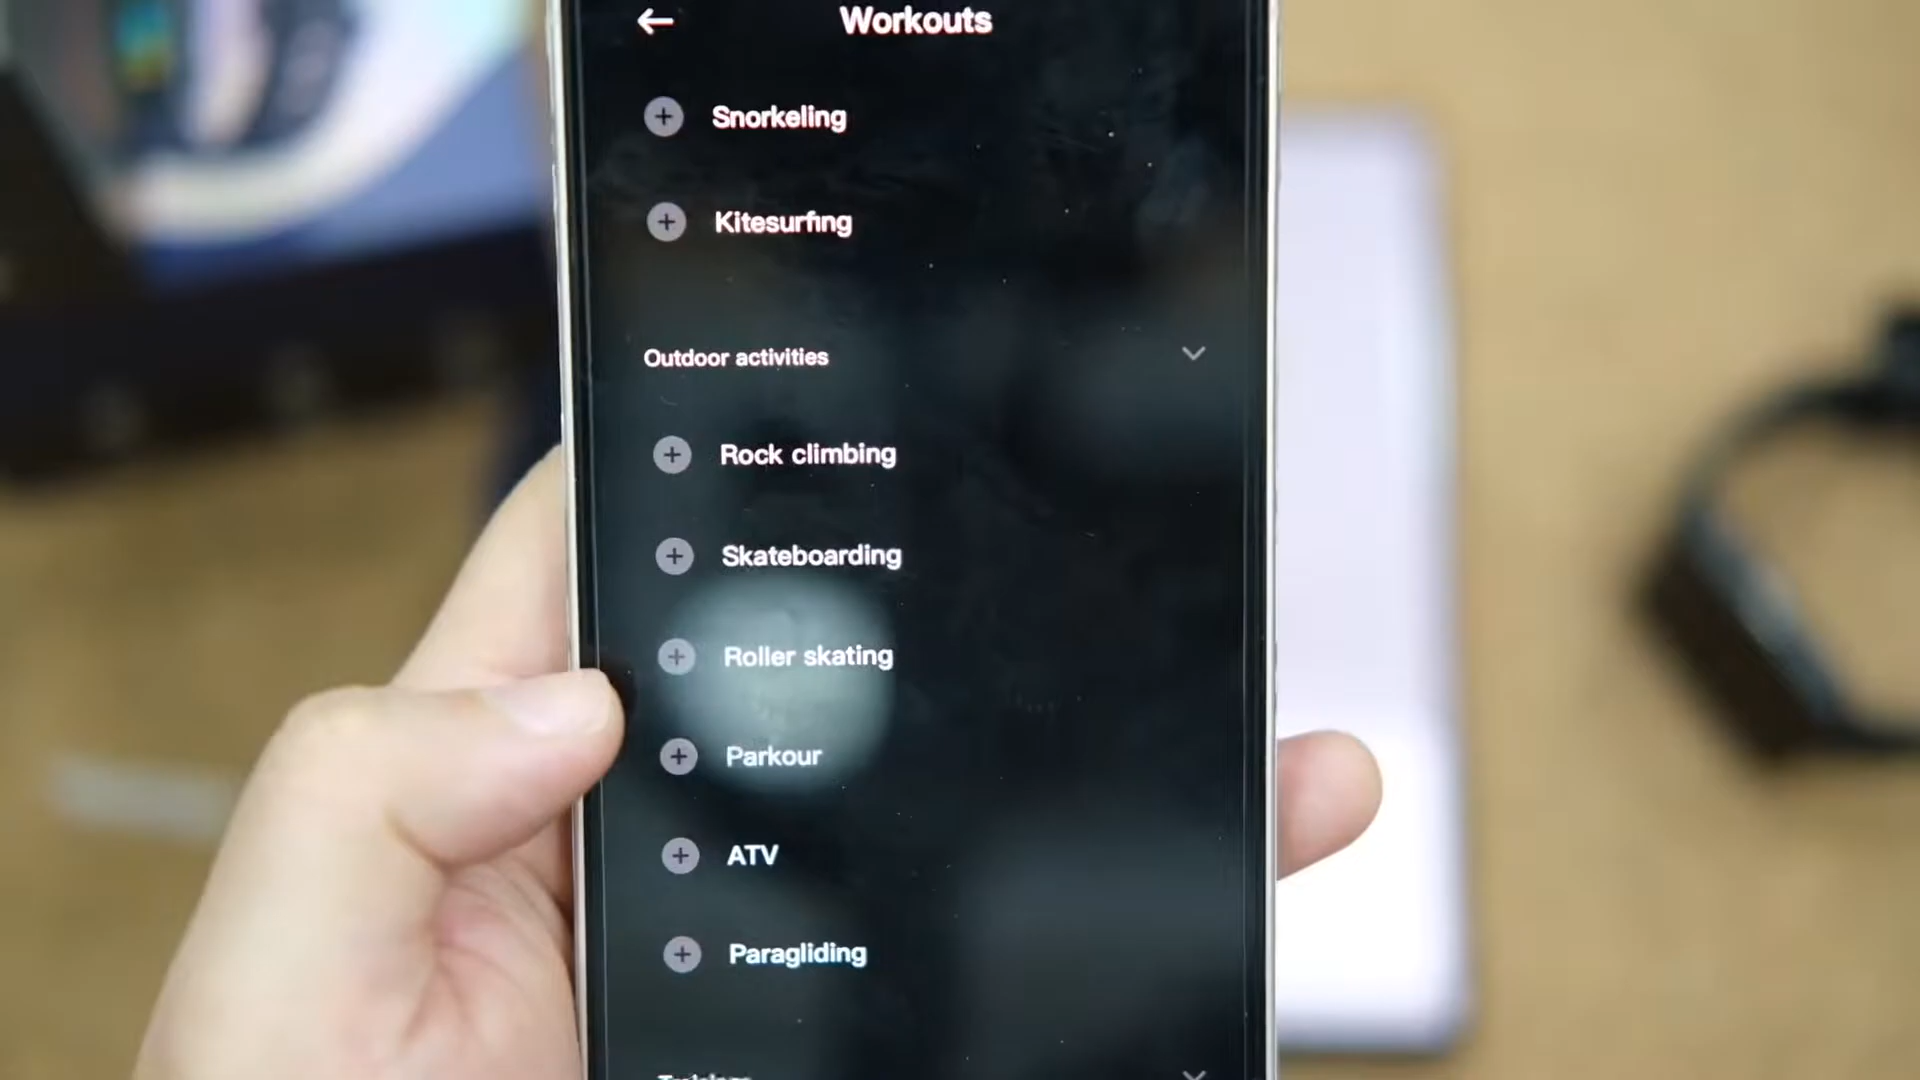 Workouts
Snorkeling
Kitesurfing
Outdoor activities
Rock climbing
Skateboarding
Roller skating
Parkour
ATV
Paragliding